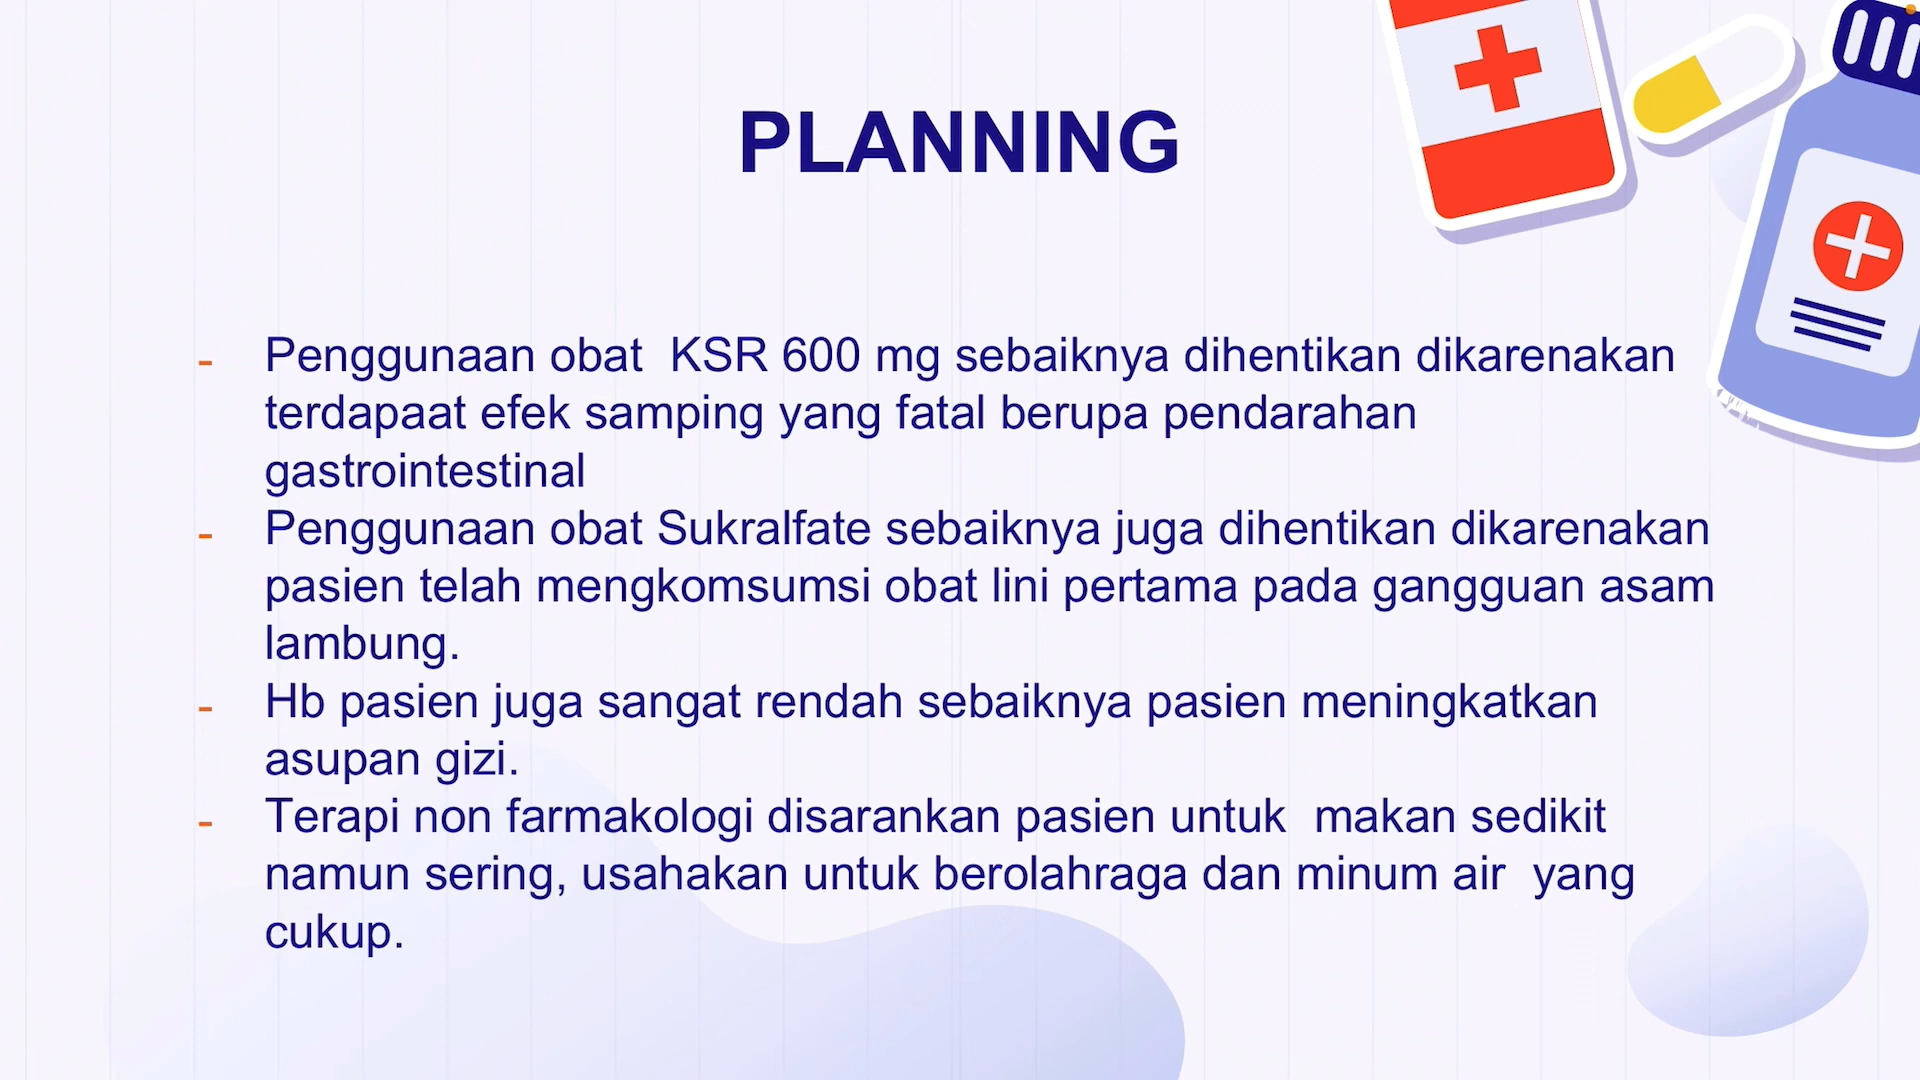 PLANNING
- Penggunaan obat  KSR 600 mg sebaiknya dihentikan dikarenakan
terdapaat efek samping yang fatal berupa pendarahan
gastrointestinal
- Penggunaan obat Sukralfate sebaiknya juga dihentikan dikarenakan
pasien telah mengkomsumsi obat lini pertama pada gangguan asam
lambung.
- Hb pasien juga sangat rendah sebaiknya pasien meningkatkan
asupan gizi.
- Terapi non farmakologi disarankan pasien untuk  makan sedikit
namun sering, usahakan untuk berolahraga dan minum air  yang
cukup.